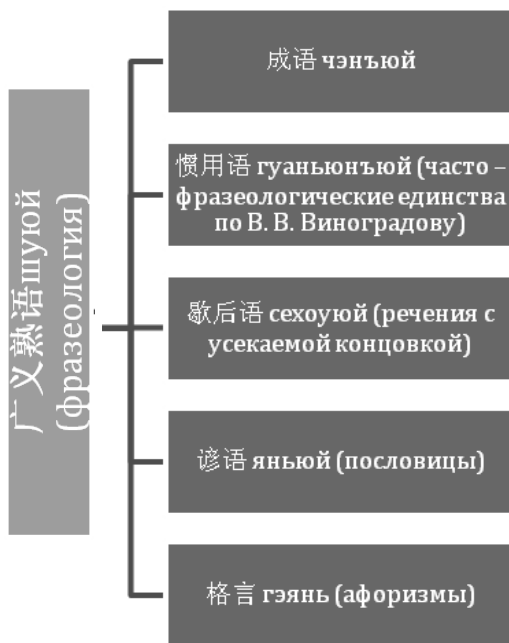 广义熟语шуюй
(фразеология)
成语 чэнъюй
惯用语 гуаньюнъюй (часто –
фразеологические единства
по В. В. Виноградову)
歇后语 сехоуюй (речения с
усекаемой концовкой)
谚语 яньюй (пословицы)
格言 гэянь (афоризмы)